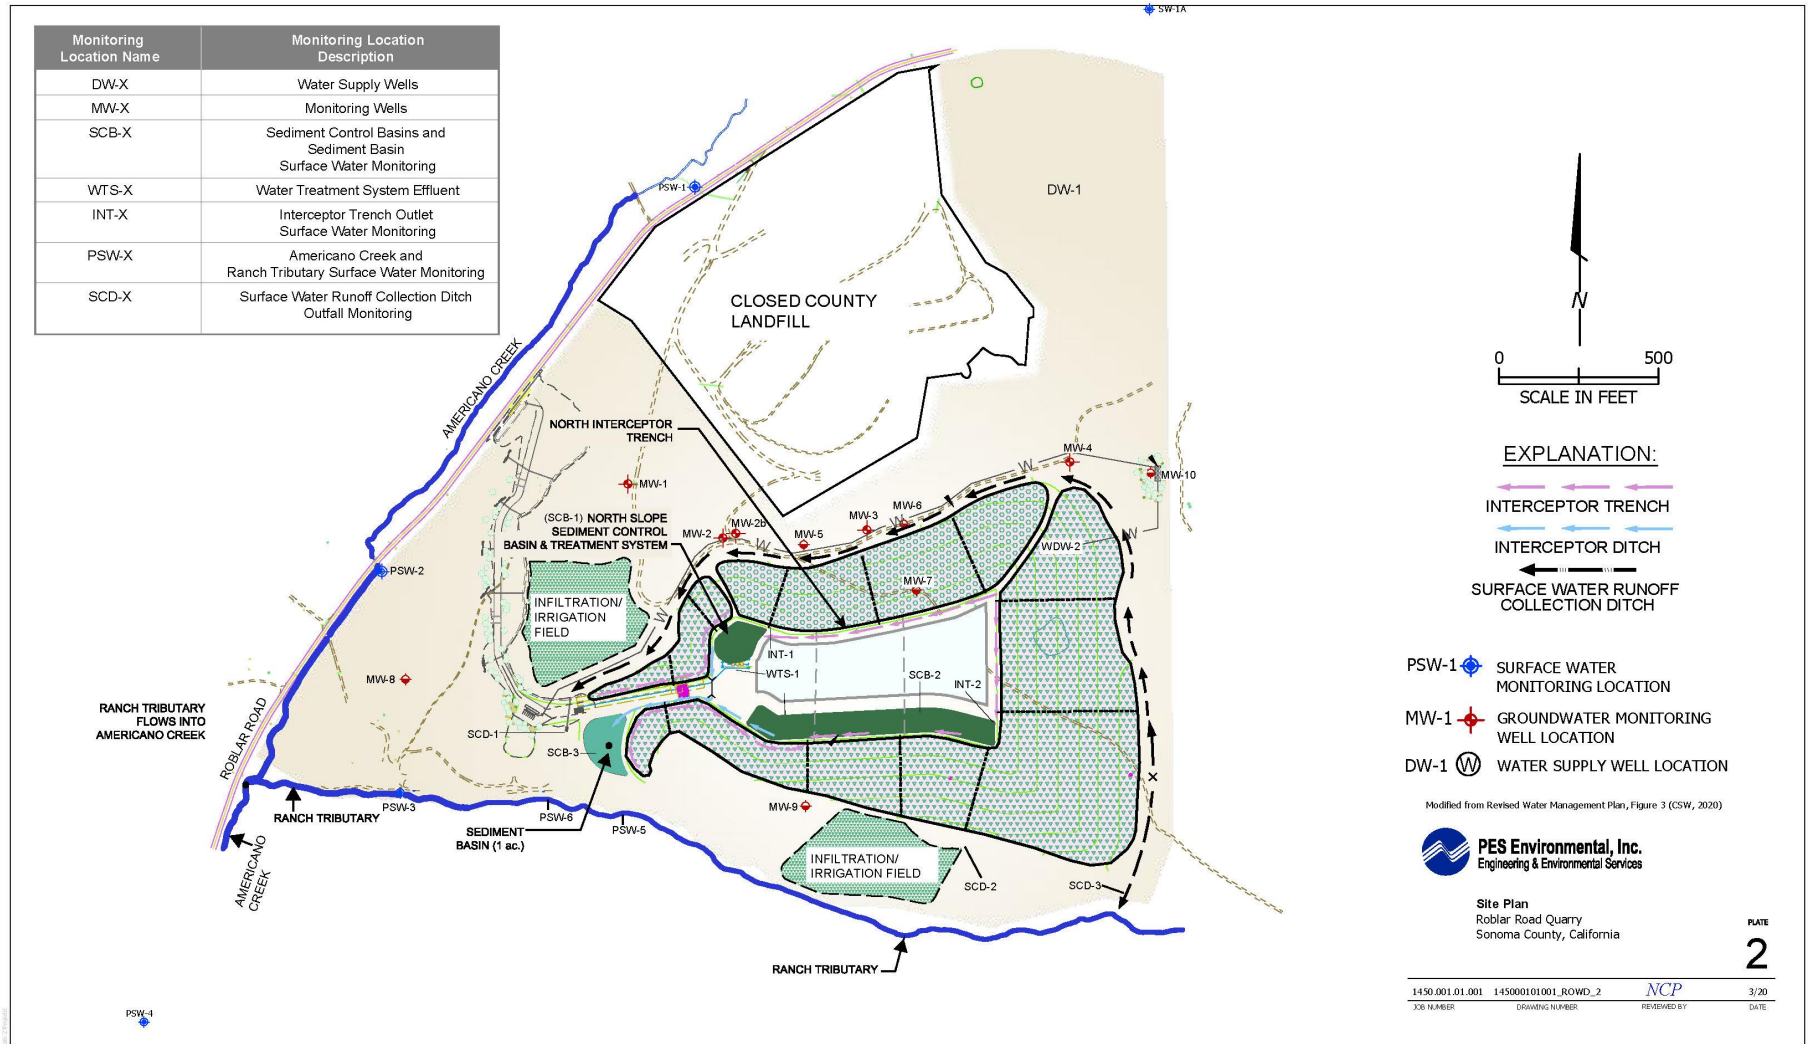 SW-1A
Monitoring
Location Name
Monitoring Location
Description
DW-X
Water Supply Wells
MW-X
Monitoring Wells
SCB-X
Sediment Control Basins and
Sediment Basin
Surface Water Monitoring
WTS-X
Water Treatment System Effluent
INT-X
Interceptor Trench Outlet
Surface Water Monitoring
PSW-X
Americano Creek and
Ranch Tributary Surface Water Monitoring
SCD-X
Surface Water Runoff Collection Ditch
Outfall Monitoring
PSW-1
DW-1
CLOSED COUNTY
LANDFILL
AMERICANO CREEK
NORTH INTERCEPTOR
TRENCH
MW-4
W
MW-10
MW-1
(SCB-1) NORTH SLOPE
SEDIMENT CONTROL
BASIN & TREATMENT SYSTEM
MW-2
MW-2b
W
MW-5
MW-3
MW-6
W
WDW-2
W
PSW-2
MW-7
INFILTRATION/
IRRIGATION
FIELD
W
INT-1
WTS-1
SCB-2
INT-2
MW-8
RANCH TRIBUTARY
FLOWS INTO
AMERICANO CREEK
ROBLAR ROAD
SCD-1
SCB-3
X
PSW-3
RANCH TRIBUTARY
PSW-6
PSW-5
MW-9
SEDIMENT
BASIN (1 ac.)
AMERICANO
CREEK
INFILTRATION/
IRRIGATION FIELD
SCD-2
SCD-3
RANCH TRIBUTARY
PSW-4
N
0 500
SCALE IN FEET
EXPLANATION:
INTERCEPTOR TRENCH
INTERCEPTOR DITCH
SURFACE WATER RUNOFF
COLLECTION DITCH
PSW-1 SURFACE WATER
MONITORING LOCATION
MW-1 GROUNDWATER MONITORING
WELL LOCATION
DW-1 W WATER SUPPLY WELL LOCATION
Modified from Revised Water Management Plan, Figure 3 (CSW, 2020)
PES Environmental, Inc.
Engineering & Environmental Services
Site Plan
Roblar Road Quarry
Sonoma County, California
PLATE
2
1450.001.01.001 145000101001_ROWD_2 NCP 3/20
JOB NUMBER DRAWING NUMBER REVIEWED BY DATE